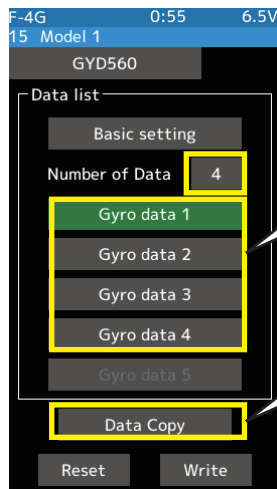 F-4G 0:55 6.5V
15 Model 1
GYD560
Data list
Basic setting
Number of Data 4
Gyro data 1
Gyro data 2
Gyro data 3
Gyro data 4
Gyro data 5
Data Copy
Reset Write